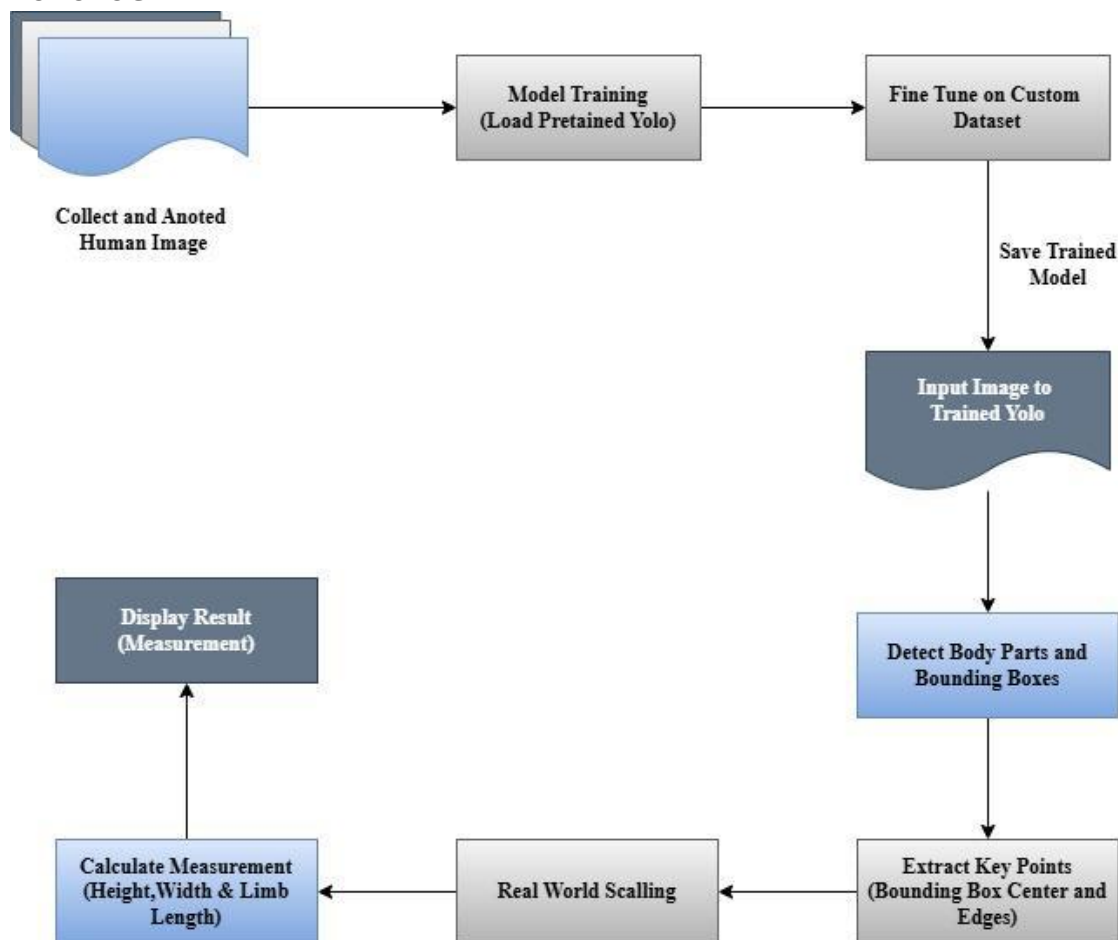 Model Training
(Load Pretained Yolo)
Fine Tune on Custom
Dataset
Collect and Anoted
Human Image
Save Trained
Model
Input Image to
Trained Yolo
Detect Body Parts and
Bounding Boxes
Extract Key Points
(Bounding Box Center and
Edges)
Real World Scalling
Calculate Measurement
(Height,Width & Limb
Length)
Display Result
(Measurement)